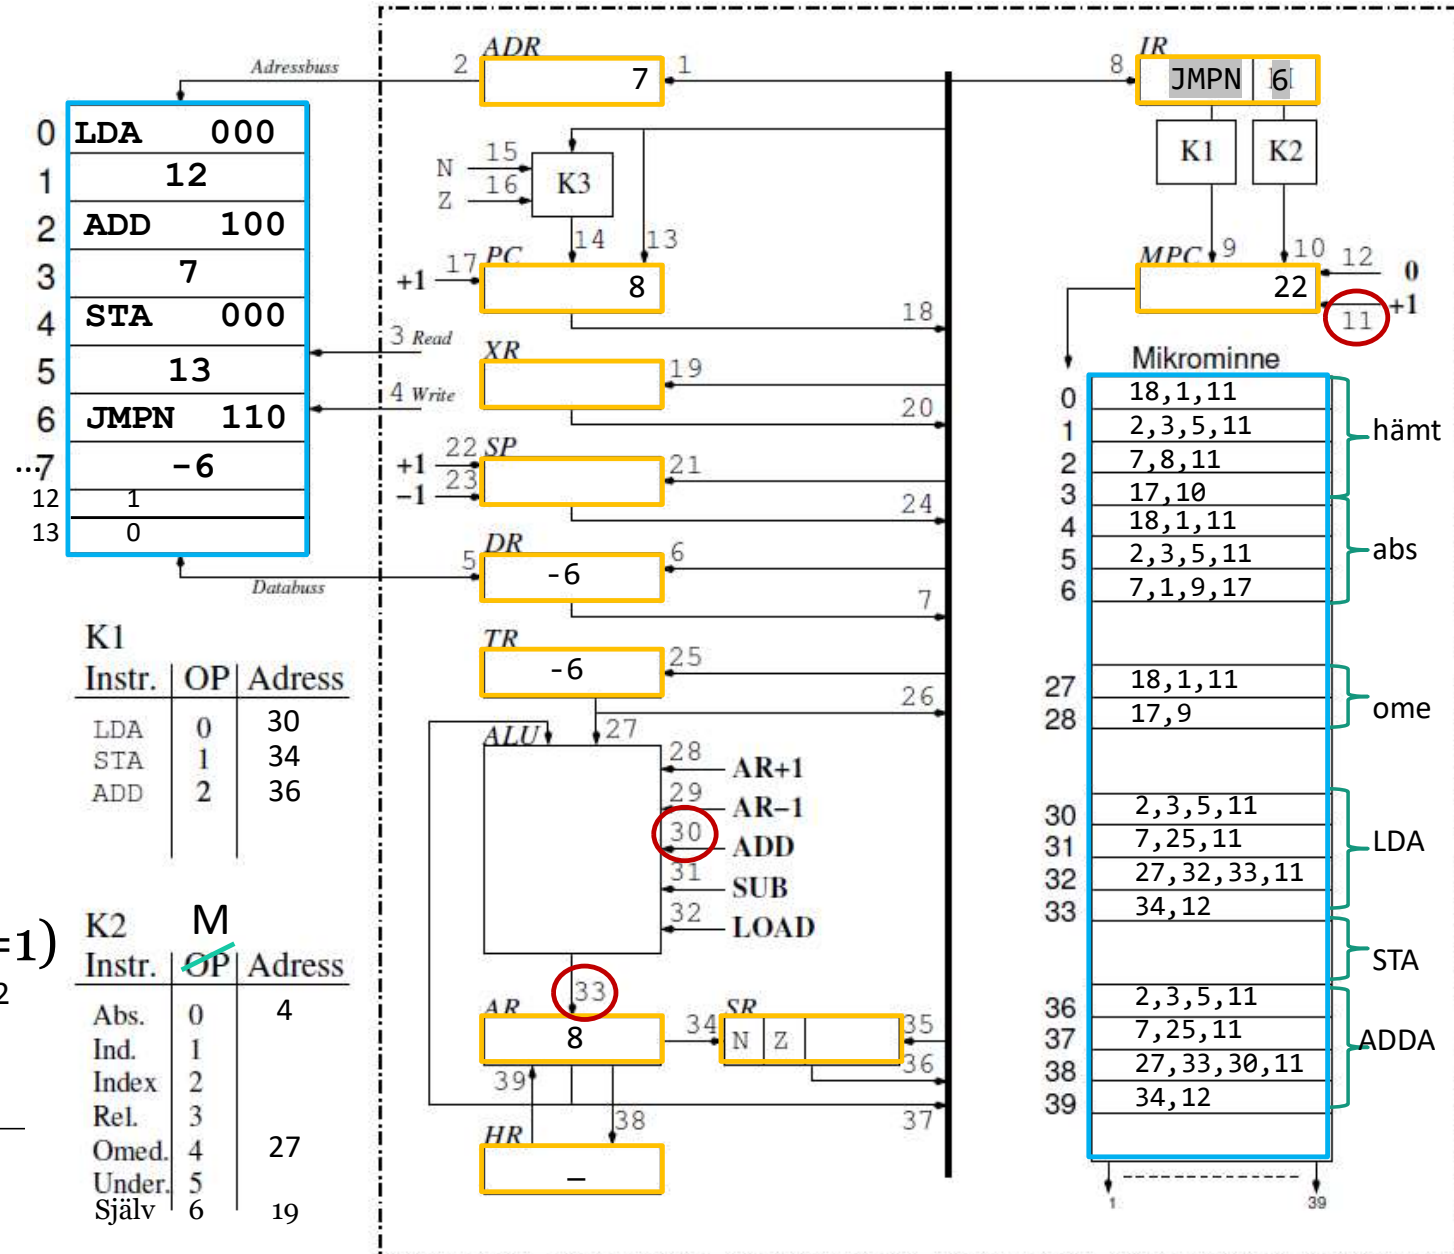 Adressbuss
0 LDA 000
1 12
2 ADD 100
3 7
4 STA 000
5 13
6 JMPN 110
...7 -6
12 1
13 0
Databuss
K1
Instr. OP Adress
LDA 0 30
STA 1 34
ADD 2 36
=1)
2
K2 M
Instr. OP Adress
Abs. 0 4
Ind. 1
Index 2
Rel. 3
Omed. 4 27
Under. 5
Själv 6 19
ADR
2 7 1
N 15
Z 16
K3
14 13
PC
+1 17 8
18
3 Read
XR
19
4 Write
20
SP
+1 22
-1 23
21
24
DR
5 -6 6
7
TR
-6 25
26
27
ALU
28 AR+1
29 AR−1
30 ADD
31 SUB
32 LOAD
33
AR
8
34
SR
N Z
35
36
37
39
38
HR
–
IR
8 JMPN 6
K1 K2
MPC 9 10 12 0
22 +1
11
Mikrominne
0 18,1,11
1 2,3,5,11
2 7,8,11
3 17,10
hämt
4 18,1,11
5 2,3,5,11
6 7,1,9,17
abs
27 18,1,11
28 17,9
ome
30 2,3,5,11
31 7,25,11
32 27,32,33,11
33 34,12
LDA
STA
36 2,3,5,11
37 7,25,11
38 27,33,30,11
39 34,12
ADDA
1 39